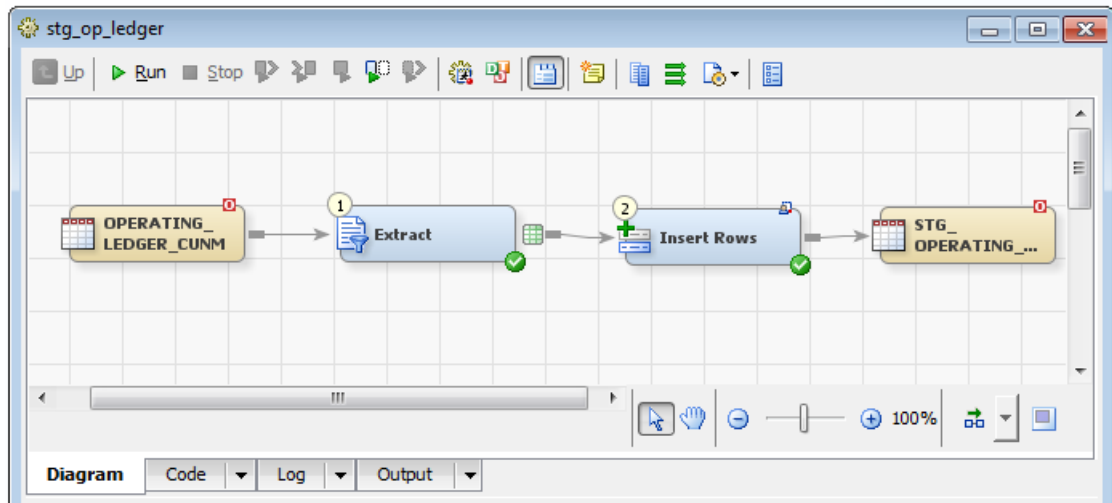 stg_op_ledger
Up Run Stop
1
OPERATING_
LEDGER_CUNM
Extract
2
Insert Rows
STG_
OPERATING_...
100%
Diagram Code Log Output